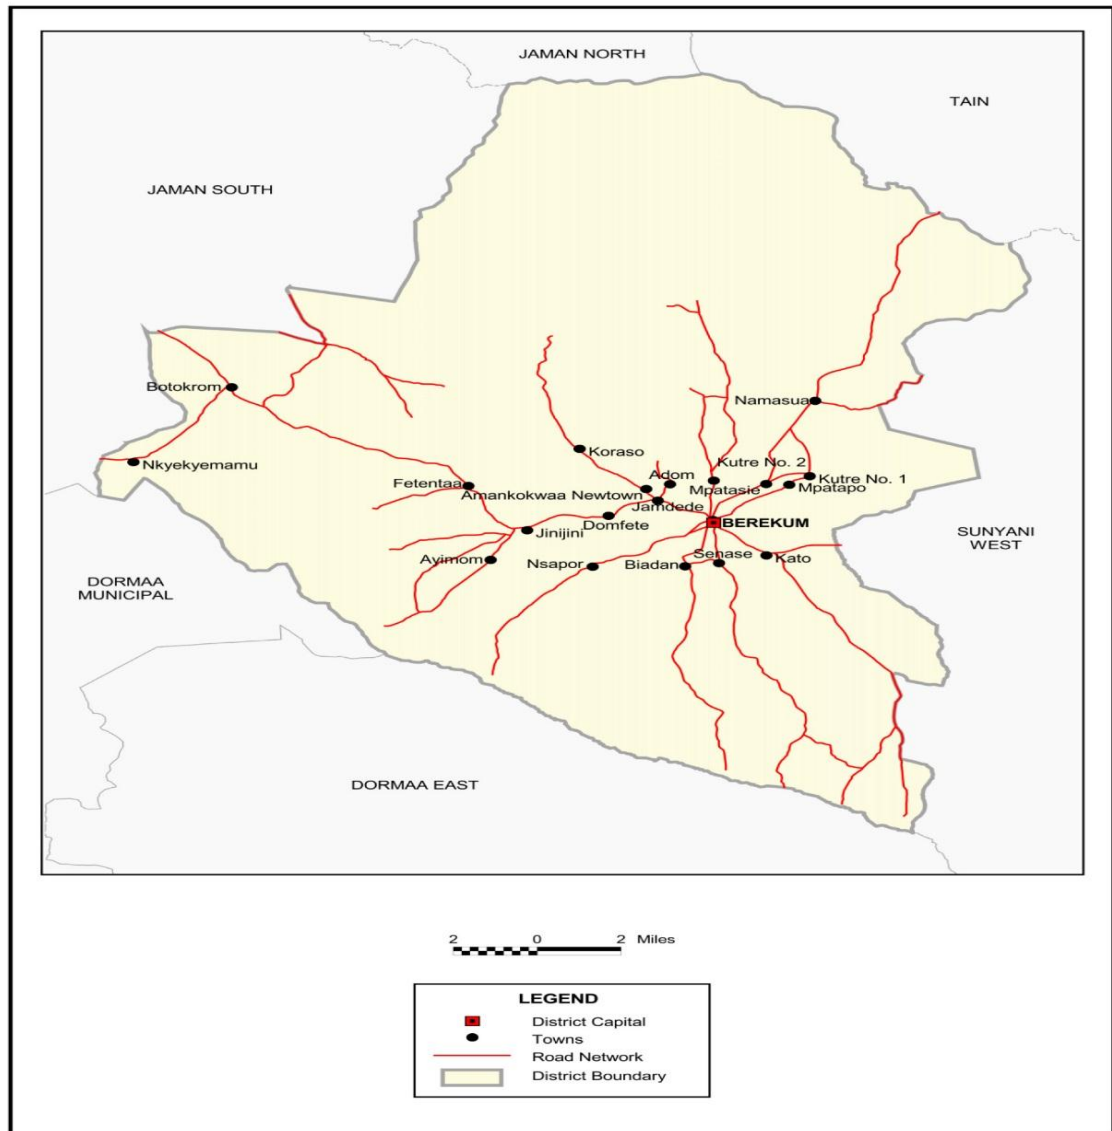 JAMAN NORTH
TAIN
JAMAN SOUTH
Botokrom
Namasua
Koraso
Nkyekyemamu
Kutre No. 2
Adom
Kutre No. 1
Fetentaa
Mpatasie
Mpatapo
Amankokwaa Newtown
Jamdede
Domfete
BEREKUM
Jinijini
SUNYANI
WEST
Senase
Kato
Ayimom
Nsapor
Biadan
DORMAA
MUNICIPAL
DORMAA EAST
2 0 2 Miles
LEGEND
District Capital
Towns
Road Network
District Boundary